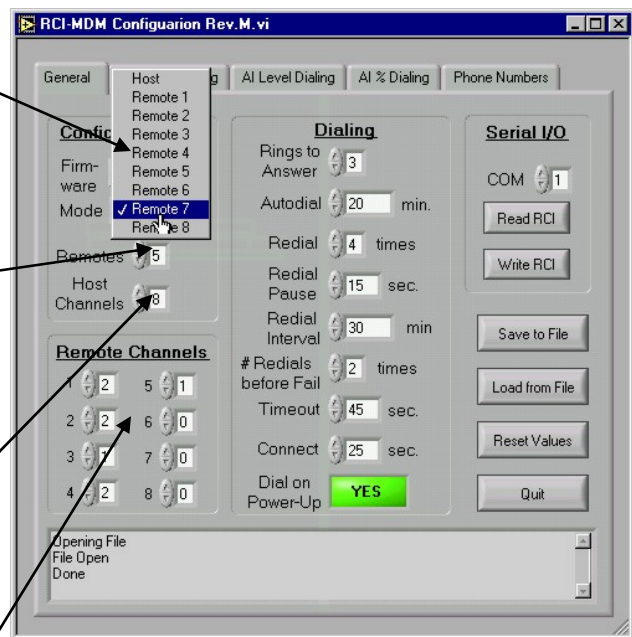 RCI-MDM Configuarion Rev.M.vi
General
g
AI Level Dialing
AI % Dialing
Phone Numbers
Host
Remote 1
Remote 2
Remote 3
Remote 4
Remote 5
Remote 6
✓ Remote 7
Remote 8
Config
Firm-
ware
Mode
Remotes 5
Host
Channels 8
Remote Channels
1 2 5 1
2 2 6 0
3 1 7 0
4 2 8 0
Dialing
Rings to
Answer 3
Autodial 20 min.
Redial 4 times
Redial
Pause 15 sec.
Redial
Interval 30 min
# Redials
before Fail 2 times
Timeout 45 sec.
Connect 25 sec.
Dial on
Power-Up YES
Serial I/O
COM 1
Read RCI
Write RCI
Save to File
Load from File
Reset Values
Quit
Opening File
File Open
Done